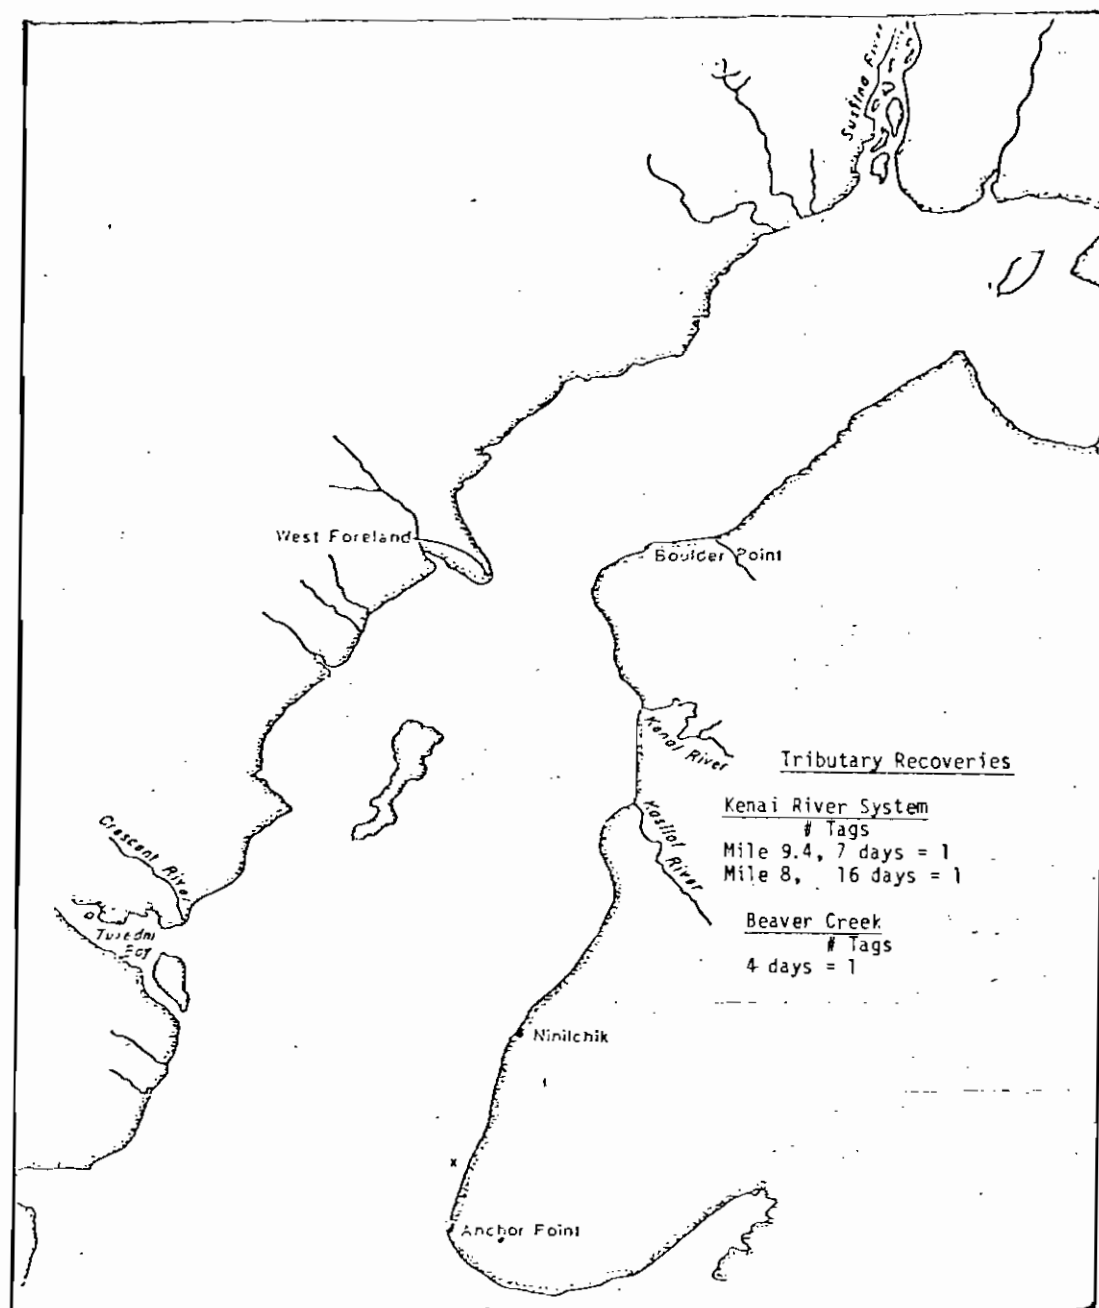 Susitna River
West Foreland
Boulder Point
Kenai River
Kasilof River
Tributary Recoveries
Kenai River System
# Tags
Mile 9.4, 7 days = 1
Mile 8, 16 days = 1
Beaver Creek
# Tags
4 days = 1
Crescent River
Tuxedni
Bay
Ninilchik
x
Anchor Point